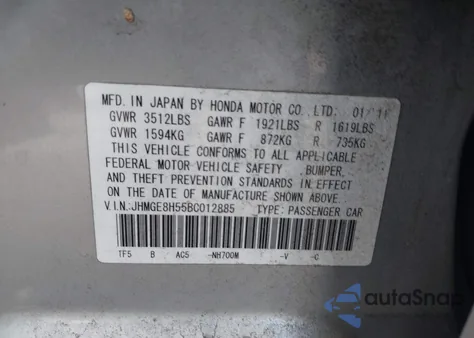 MFD. IN JAPAN BY HONDA MOTOR CO., LTD. 01/11
GVWR 3512LBS GAWR F 1921LBS R 1619LBS
GVWR 1594KG GAWR F 872KG R 735KG
THIS VEHICLE CONFORMS TO ALL APPLICABLE
FEDERAL MOTOR VEHICLE SAFETY, BUMPER,
AND THEFT PREVENTION STANDARDS IN EFFECT
ON THE DATE OF MANUFACTURE SHOWN ABOVE.
V.I.N: JHMGE8H55BC012885 TYPE: PASSENGER CAR
TF5 B AC5 -NH700M -V -C
autoSnap